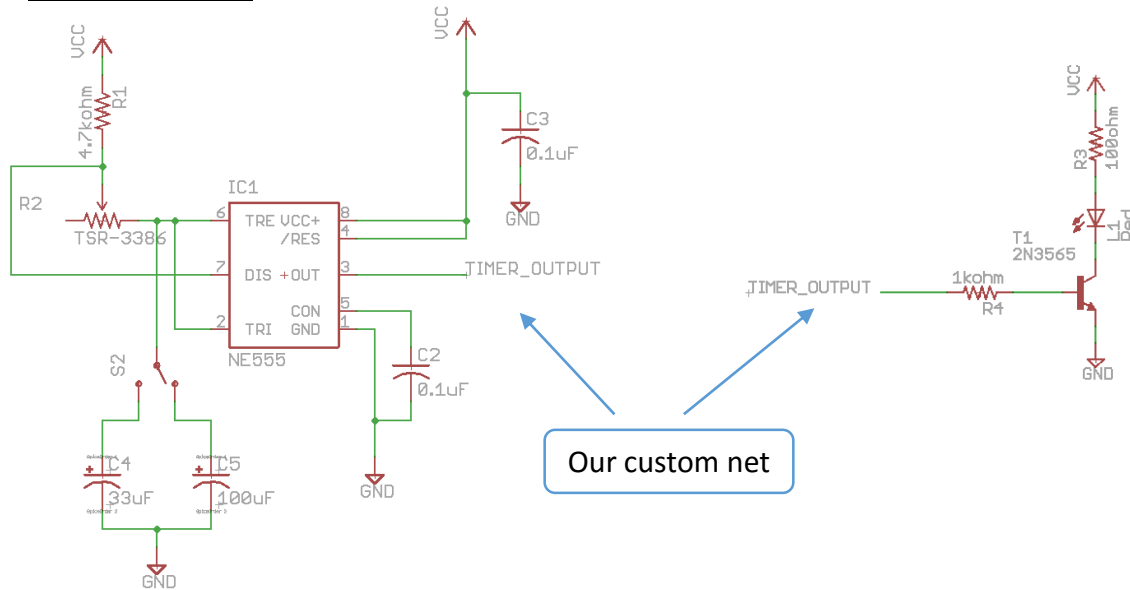 VCC
VCC
VCC
R1
4.7kohm
C3
0.1uF
R3
100ohm
IC1
R2
6
TRE
VCC+
8
TSR-3386
/RES
4
GND
L1
Red
T1
2N3565
7
DIS
+OUT
3
TIMER_OUTPUT
TIMER_OUTPUT
1kohm
R4
CON
5
2
TRI
GND
1
NE555
S2
C2
0.1uF
GND
Our custom net
C4
C5
33uF
100uF
GND
GND